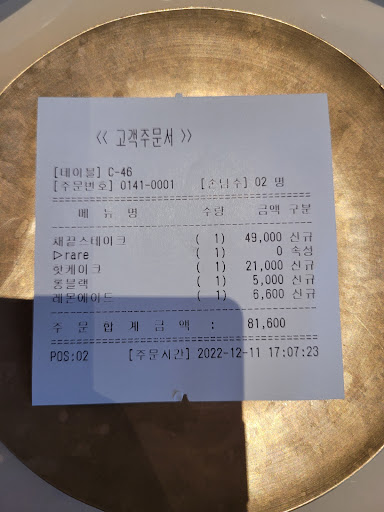 << 고객주문서 >>
[테이블] C-46
[주문번호] 0141-0001 [손님수] 02 명
메 뉴 명 수량 금액 구분
새끌스테이크 ( 1) 49,000 신규
▷rare ( 1) 0 속성
핫케이크 ( 1) 21,000 신규
롱블랙 ( 1) 5,000 신규
레몬에이드 ( 1) 6,600 신규
주 문 합 계 금 액 : 81,600
POS:02 [주문시간] 2022-12-11 17:07:23